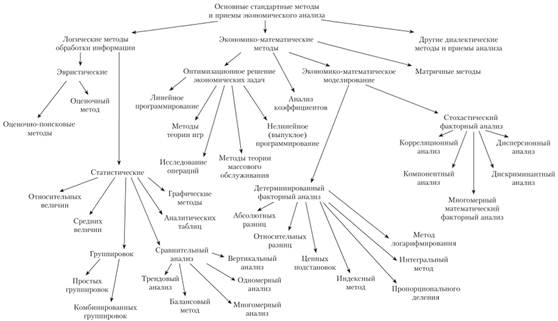 Основные стандартные методы
и приемы экономического анализа
Логические методы
обработки информации
Экономико-математические
методы
Другие диалектические
методы и приемы анализа
Эвристические
Оптимизационное решение
экономических задач
Экономико-математическое
моделирование
Матричные методы
Оценочный
метод
Оценочно-поисковые
методы
Линейное
программирование
Анализ
коэффициентов
Методы
теории игр
Нелинейное
(выпуклое)
программирование
Исследование
операций
Методы теории
массового
обслуживания
Стохастический
факторный анализ
Корреляционный
анализ
Дисперсионный
анализ
Компонентный
анализ
Дискриминантный
анализ
Многомерный
математический
факторный анализ
Статистические
Относительных
величин
Графические
методы
Средних
величин
Аналитических
таблиц
Группировок
Сравнительный
анализ
Простых
группировок
Комбинированных
группировок
Вертикальный
анализ
Трендовый
анализ
Одномерный
анализ
Балансовый
метод
Многомерный
анализ
Детерминированный
факторный анализ
Абсолютных
разниц
Относительных
разниц
Цепных
подстановок
Индексный
метод
Метод
логарифмирования
Интегральный
метод
Пропорционального
деления